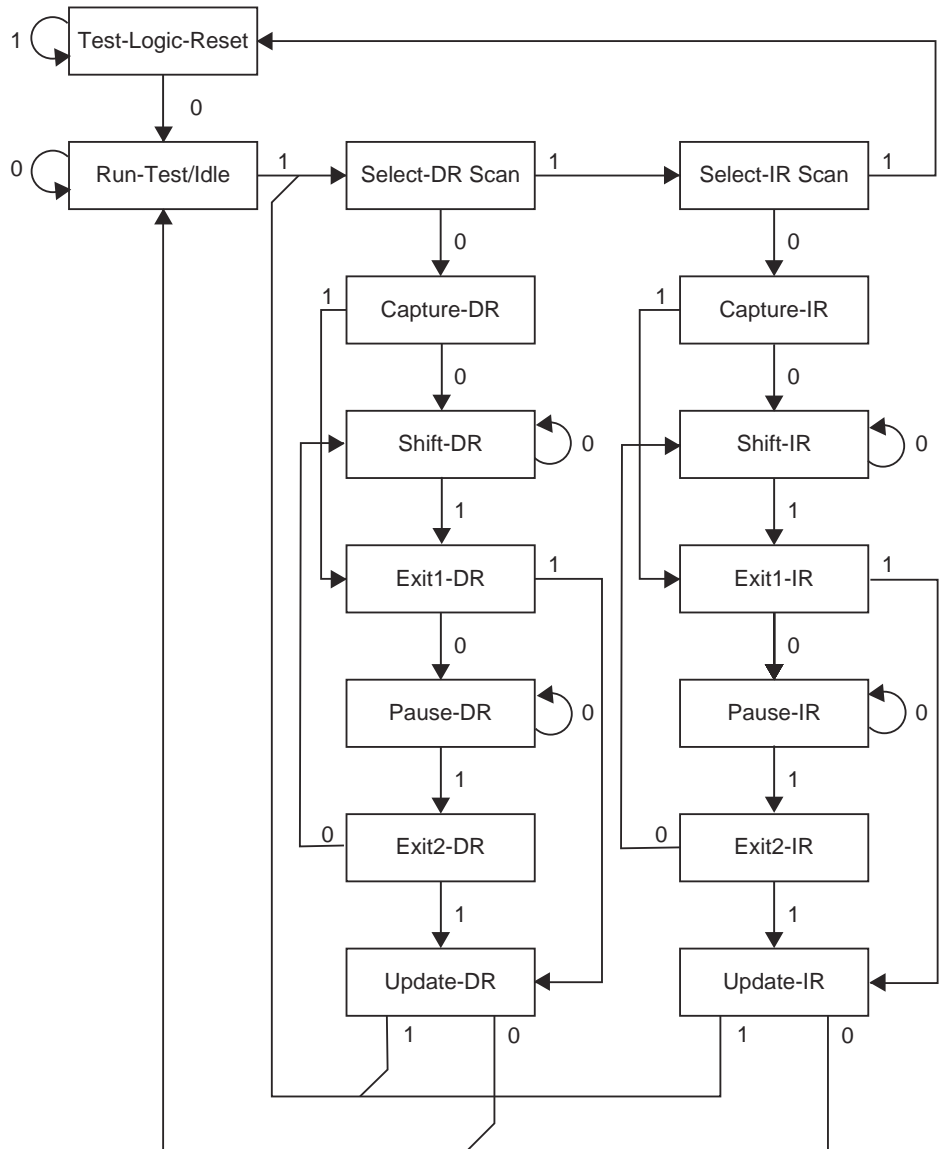 1 Test-Logic-Reset
0
0 Run-Test/Idle 1 Select-DR Scan 1 Select-IR Scan 1
0 0
1 Capture-DR 1 Capture-IR
0 0
Shift-DR 0 Shift-IR 0
1 1
Exit1-DR 1 Exit1-IR 1
0 0
Pause-DR 0 Pause-IR 0
1 1
0 Exit2-DR 0 Exit2-IR
1 1
Update-DR Update-IR
1 0 1 0